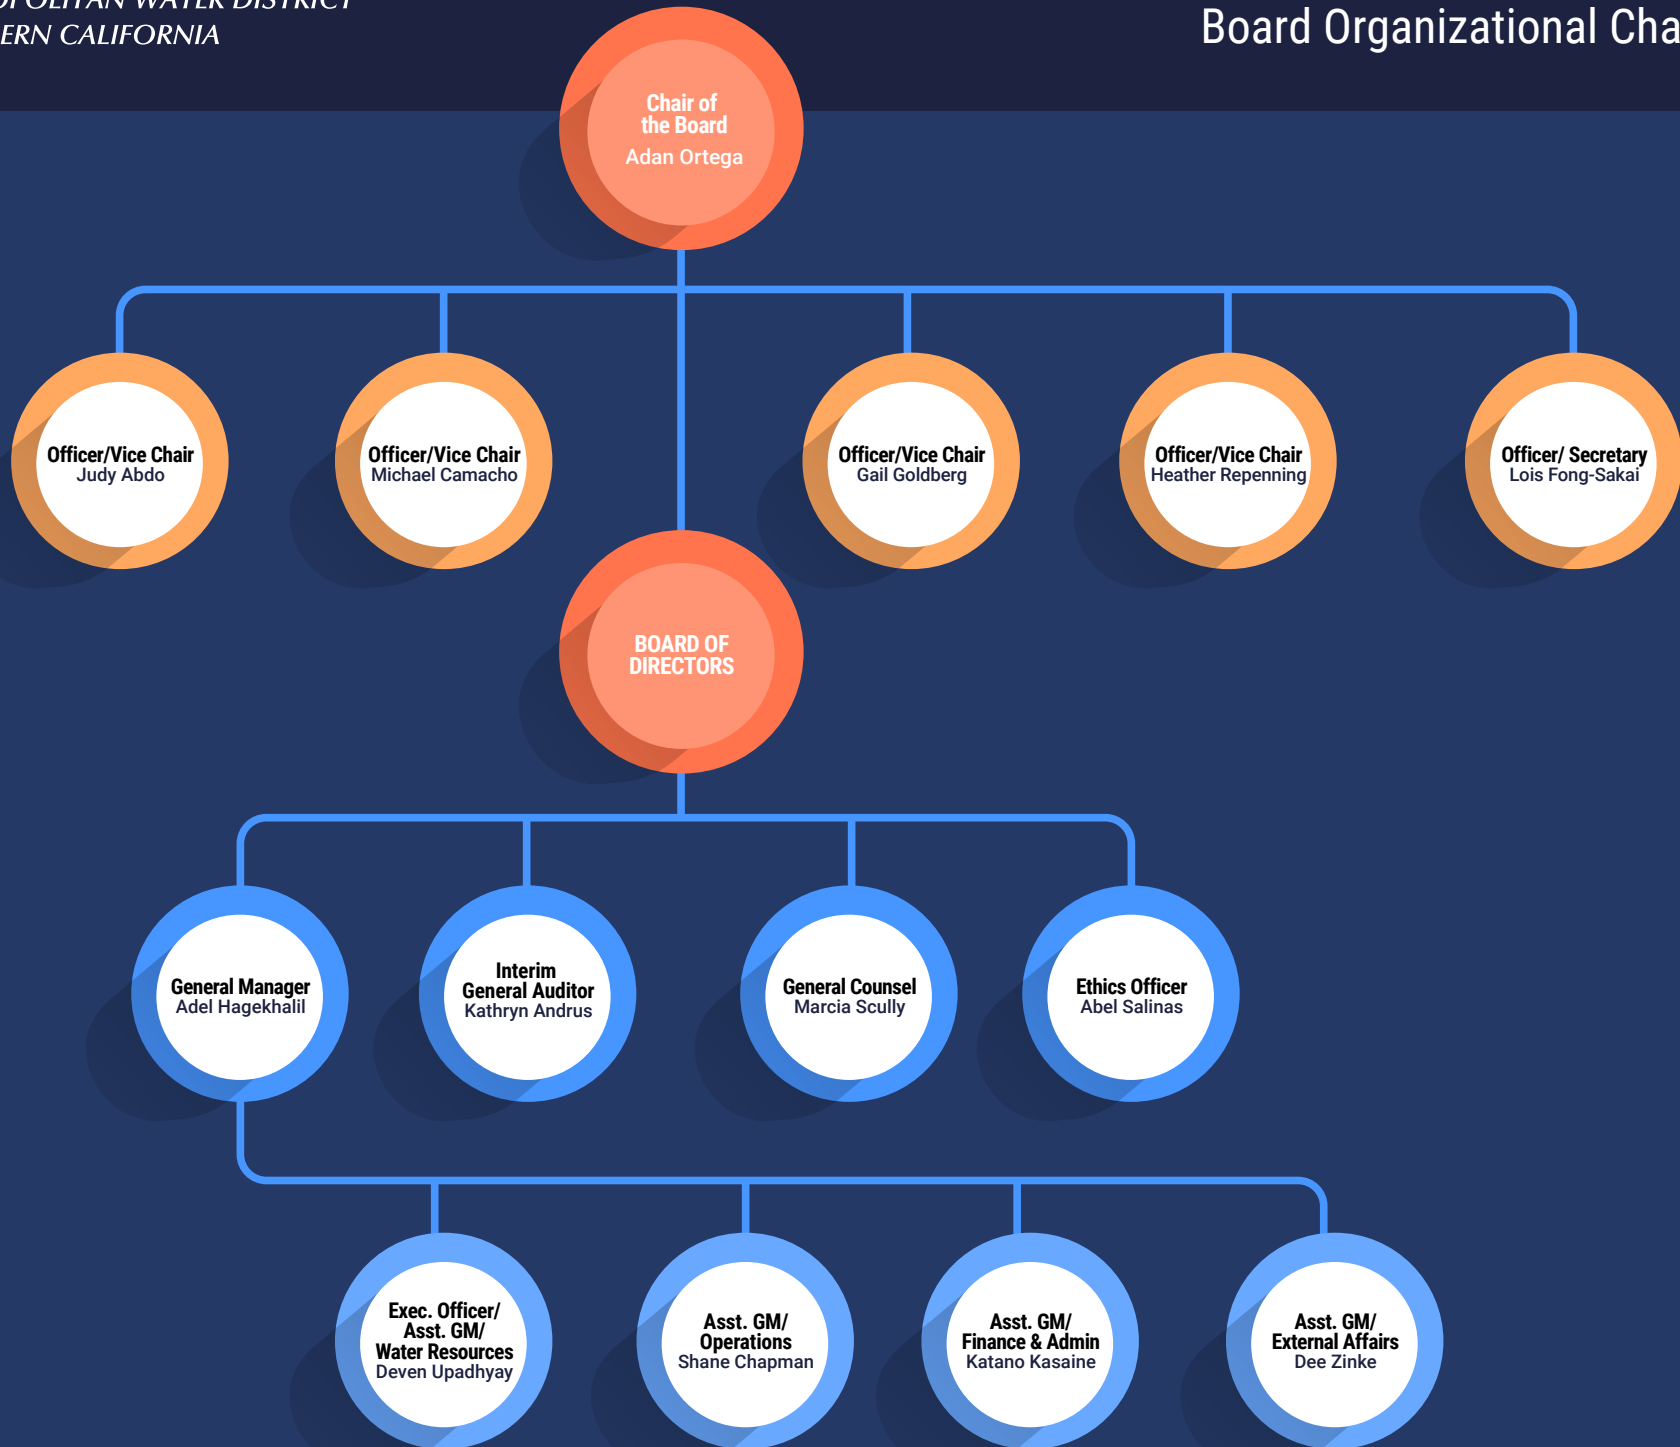 WATER DISTRICT
CALIFORNIA
Board Organizational
Chair of
the Board
Adan Ortega
Officer/Vice Chair
Judy Abdo
Officer/Vice Chair
Michael Camacho
Officer/Vice Chair
Gail Goldberg
Officer/Vice Chair
Heather Repenning
Officer/ Secretary
Lois Fong-Sakai
BOARD OF
DIRECTORS
General Manager
Adel Hagekhalil
Interim
General Auditor
Kathryn Andrus
General Counsel
Marcia Scully
Ethics Officer
Abel Salinas
Exec. Officer/
Asst. GM/
Water Resources
Deven Upadhyay
Asst. GM/
Operations
Shane Chapman
Asst. GM/
Finance & Admin
Katano Kasaine
Asst. GM/
External Affairs
Dee Zinke